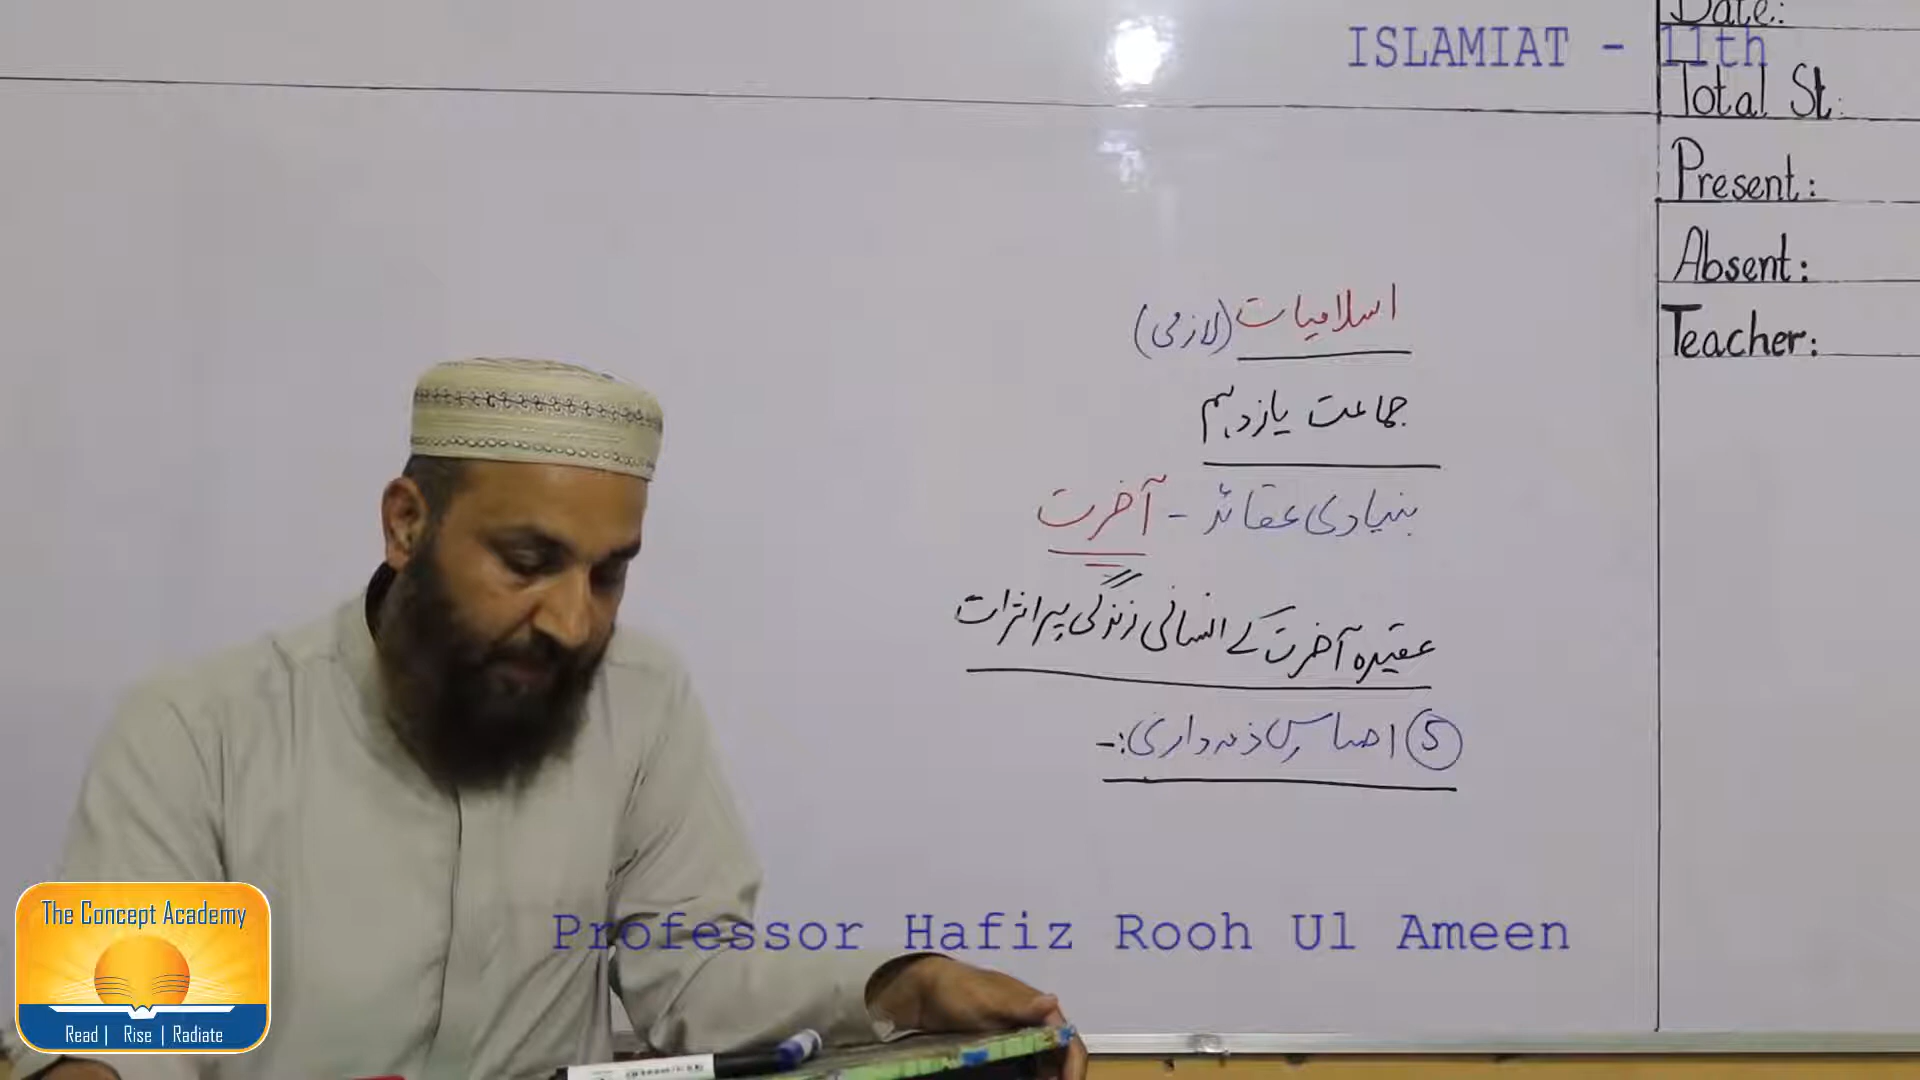 ISLAMIAT - 11th
Date:
Total St:
Present:
Absent:
Teacher:
اسلامیات (لازمی)
جماعت یازدہم
بنیادی عقائد - آخرت
عقیدہ آخرت کے انسانی زندگی پر اثرات
5 احساسِ ذمہ داری:-
Professor Hafiz Rooh Ul Ameen
The Concept Academy
Read | Rise | Radiate